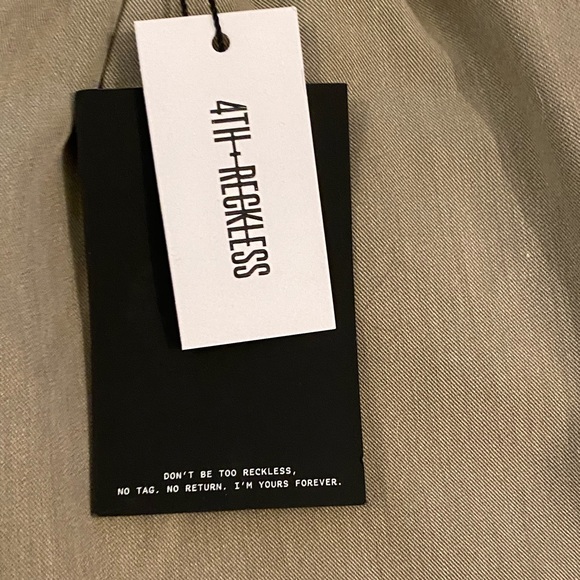 4TH+RECKLESS
DON'T BE TOO RECKLESS,
NO TAG. NO RETURN. I'M YOURS FOREVER.